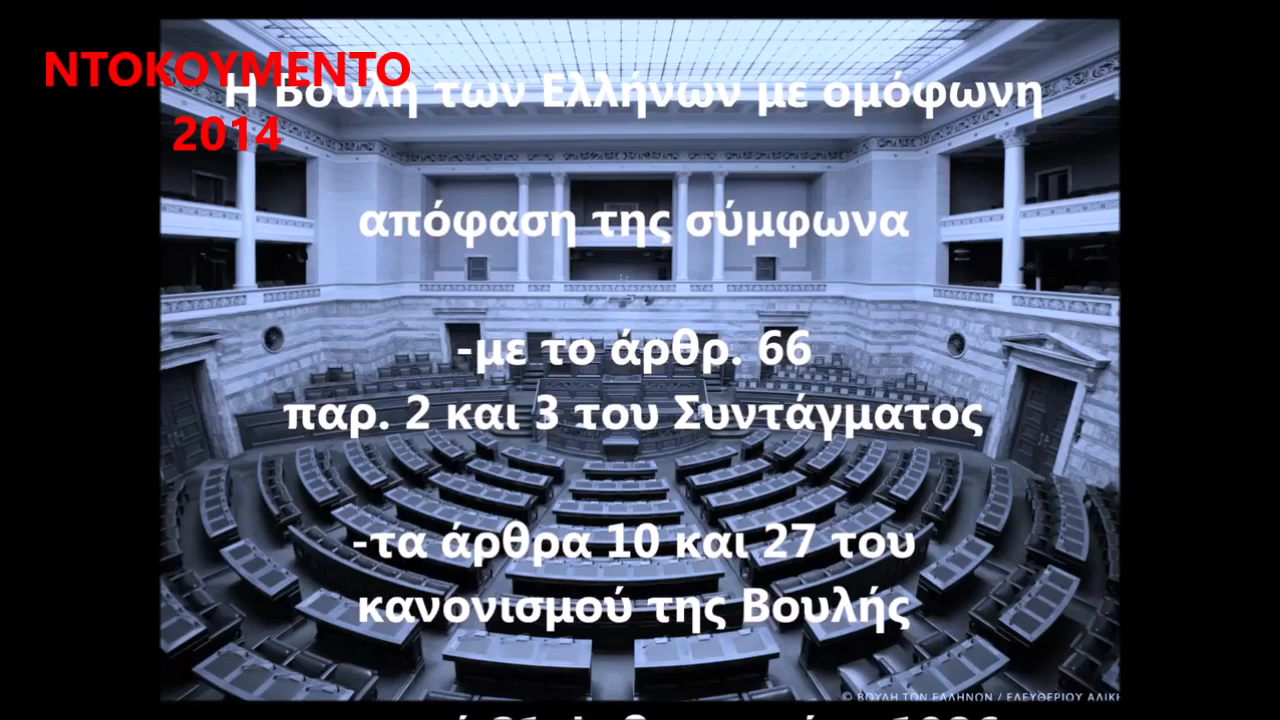 ΝΤΟΚΟΥΜΕΝΤΟ
2014
Η Βουλή των Ελλήνων με ομόφωνη
απόφαση της σύμφωνα
-με το άρθρ. 66
παρ. 2 και 3 του Συντάγματος
-τα άρθρα 10 και 27 του
κανονισμού της Βουλής
© ΒΟΥΛΗ ΤΩΝ ΕΛΛΗΝΩΝ / ΕΛΕΥΘΕΡΙΟΥ ΑΛΙΚΗ